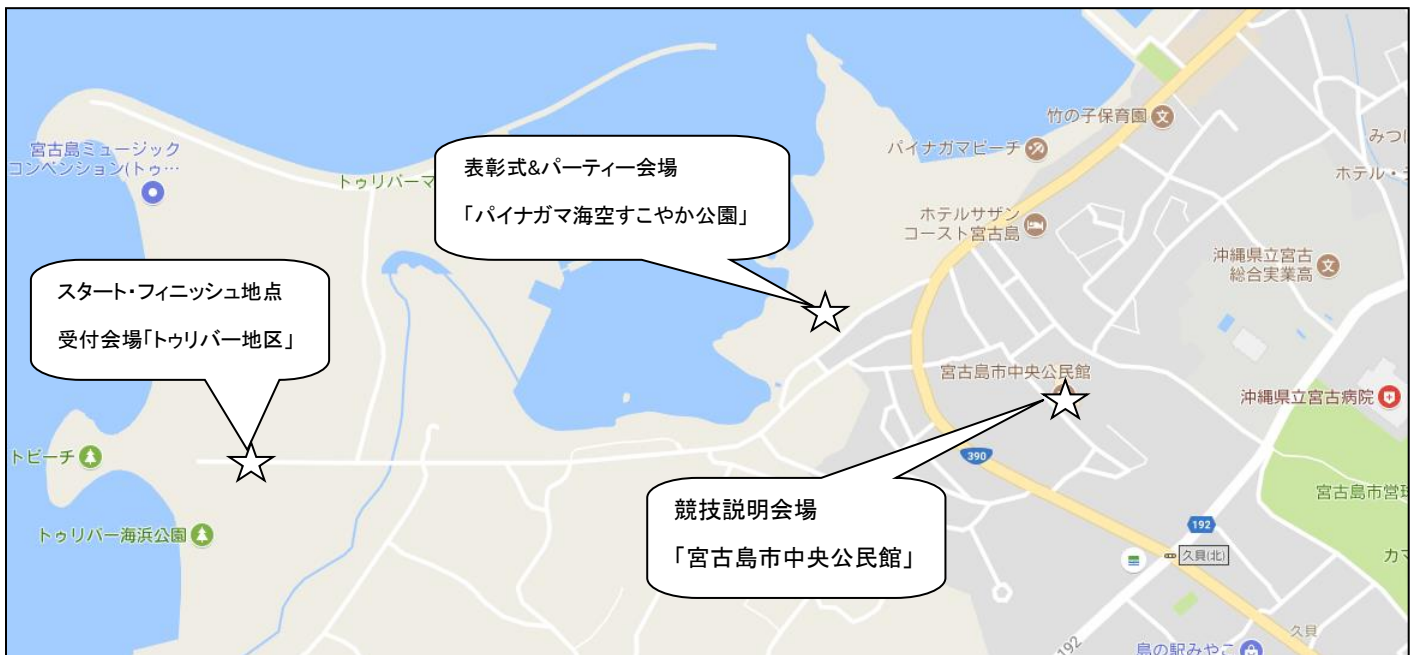 宮古島ミュージック
コンベンション(トゥ…
トゥリバーマ
表彰式&パーティー会場
「パイナガマ海空すこやか公園」
竹の子保育園
パイナガマビーチ
みつ
ホテル・
ホテルサザン
コースト宮古島
沖縄県立宮古
総合実業高
スタート・フィニッシュ地点
受付会場「トゥリバー地区」
宮古島市中央公民館
沖縄県立宮古病院
トビーチ
390
トゥリバー海浜公園
競技説明会場
「宮古島市中央公民館」
宮古島市営球
192
久貝(北)
カマ
久貝
192
島の駅みやこ